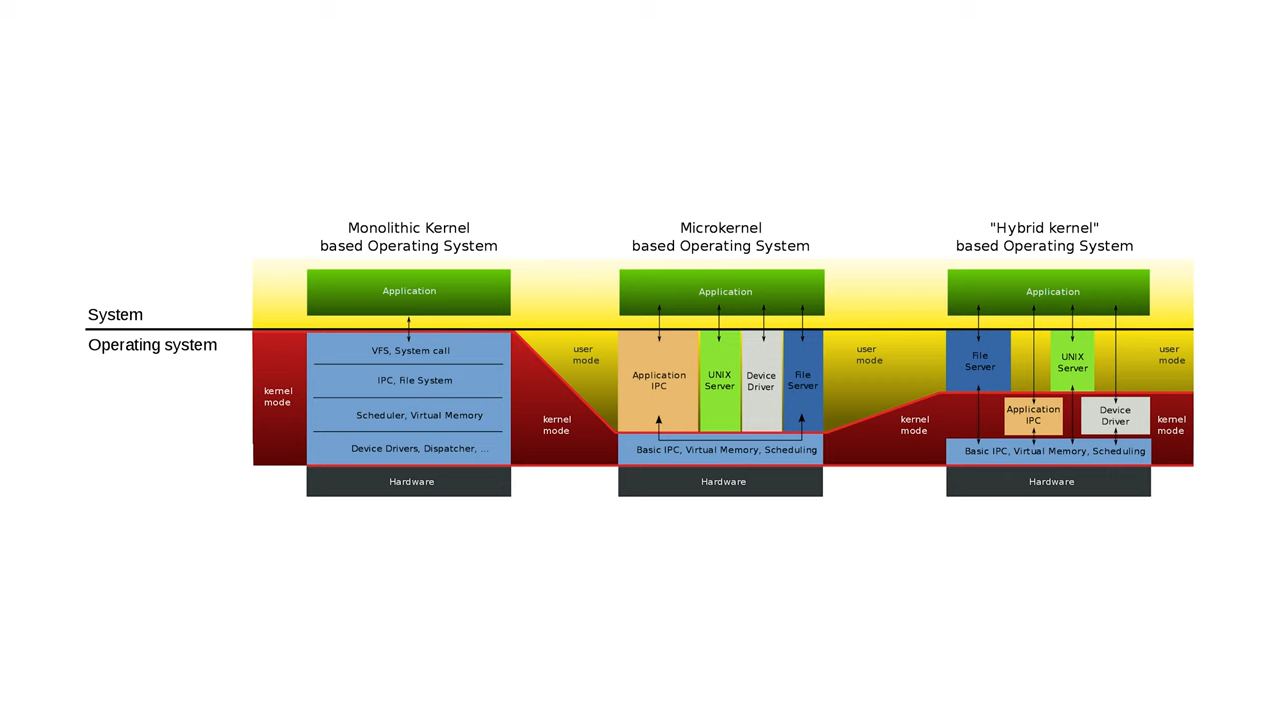 Monolithic Kernel
based Operating System
Microkernel
based Operating System
"Hybrid kernel"
based Operating System
System
Operating system
kernel
mode
Application
VFS, System call
IPC, File System
Scheduler, Virtual Memory
Device Drivers, Dispatcher, ...
Hardware
user
mode
kernel
mode
Application
Application
IPC
UNIX
Server
Device
Driver
File
Server
Basic IPC, Virtual Memory, Scheduling
Hardware
user
mode
kernel
mode
Application
File
Server
UNIX
Server
Application
IPC
Device
Driver
Basic IPC, Virtual Memory, Scheduling
Hardware
user
mode
kernel
mode